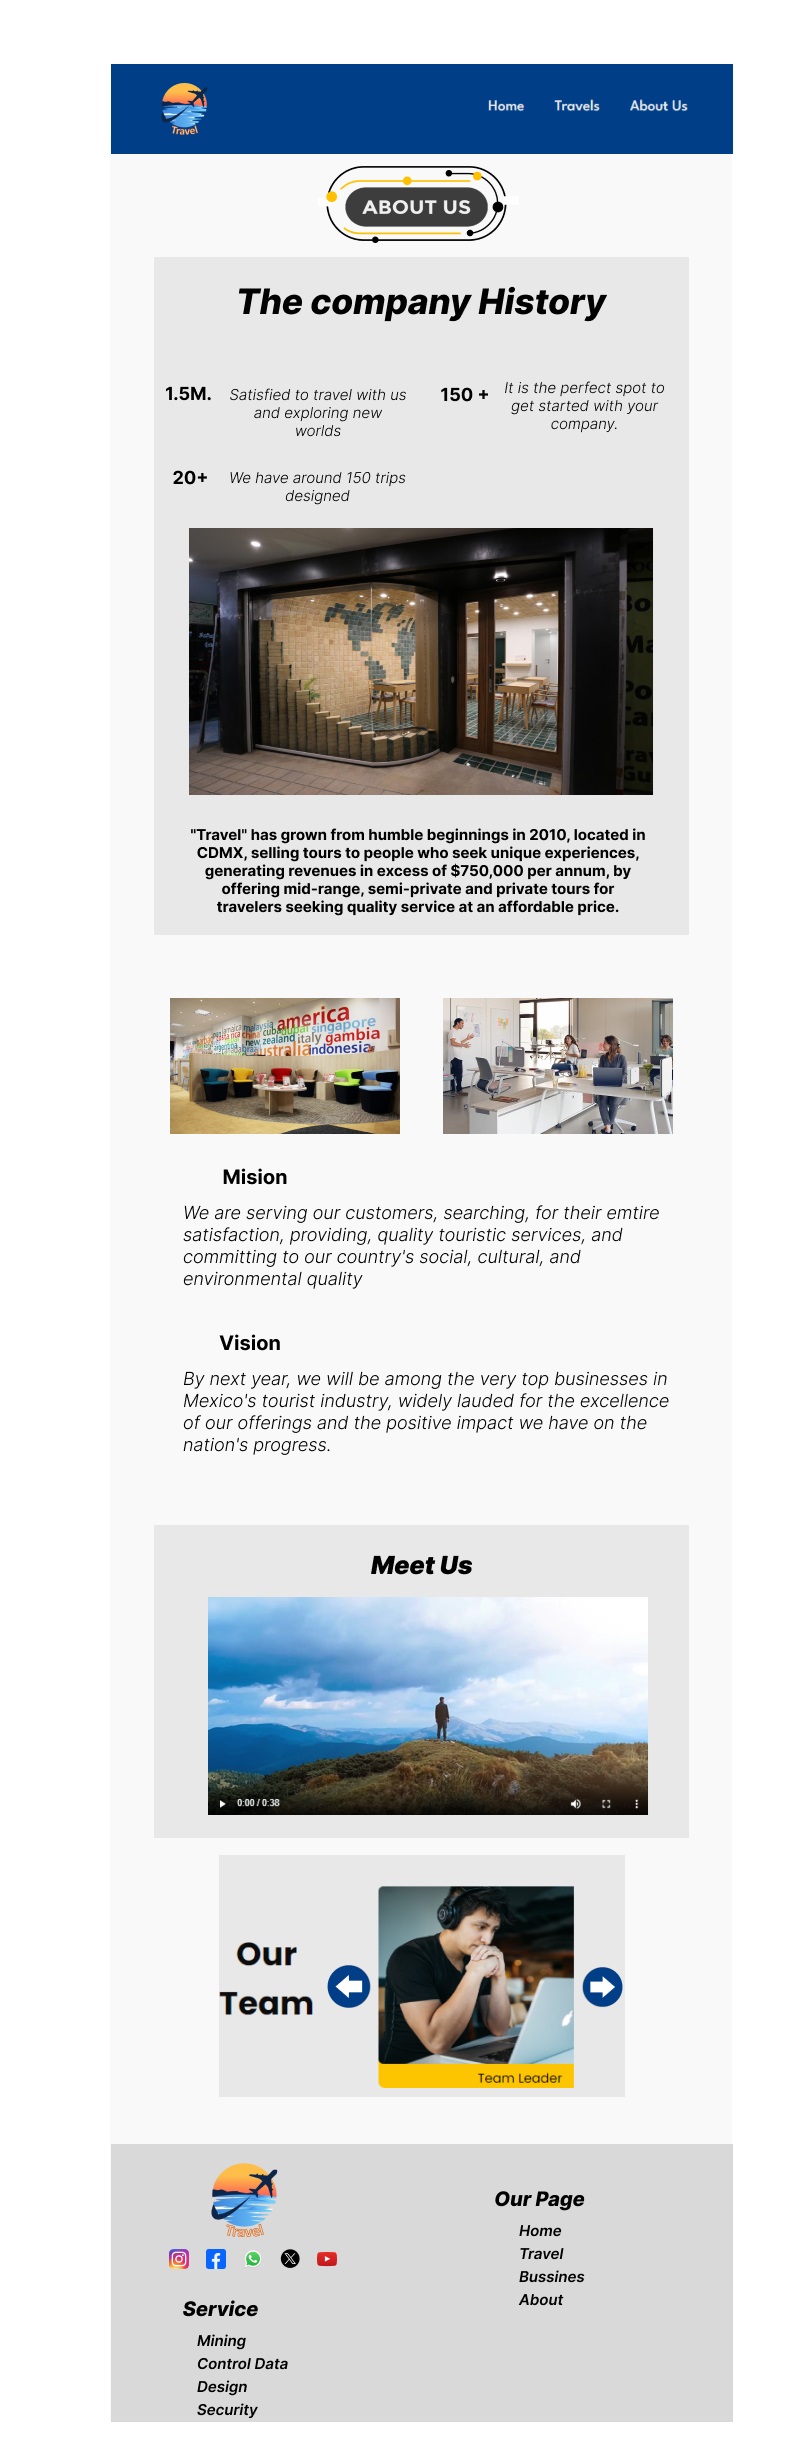 Travel
Home Travels About Us
ABOUT US
The company History
1.5M.
Satisfied to travel with us
and exploring new
worlds
150 +
It is the perfect spot to
get started with your
company.
20+
We have around 150 trips
designed
"Travel" has grown from humble beginnings in 2010, located in
CDMX, selling tours to people who seek unique experiences,
generating revenues in excess of $750,000 per annum, by
offering mid-range, semi-private and private tours for
travelers seeking quality service at an affordable price.
america
malaysia
singapore
new zealand italy gambia
indonesia
Mision
We are serving our customers, searching, for their emtire
satisfaction, providing, quality touristic services, and
committing to our country's social, cultural, and
environmental quality
Vision
By next year, we will be among the very top businesses in
Mexico's tourist industry, widely lauded for the excellence
of our offerings and the positive impact we have on the
nation's progress.
Meet Us
0:00 / 0:38
Our
Team
Team Leader
Travel
Service
Mining
Control Data
Design
Security
Our Page
Home
Travel
Bussines
About